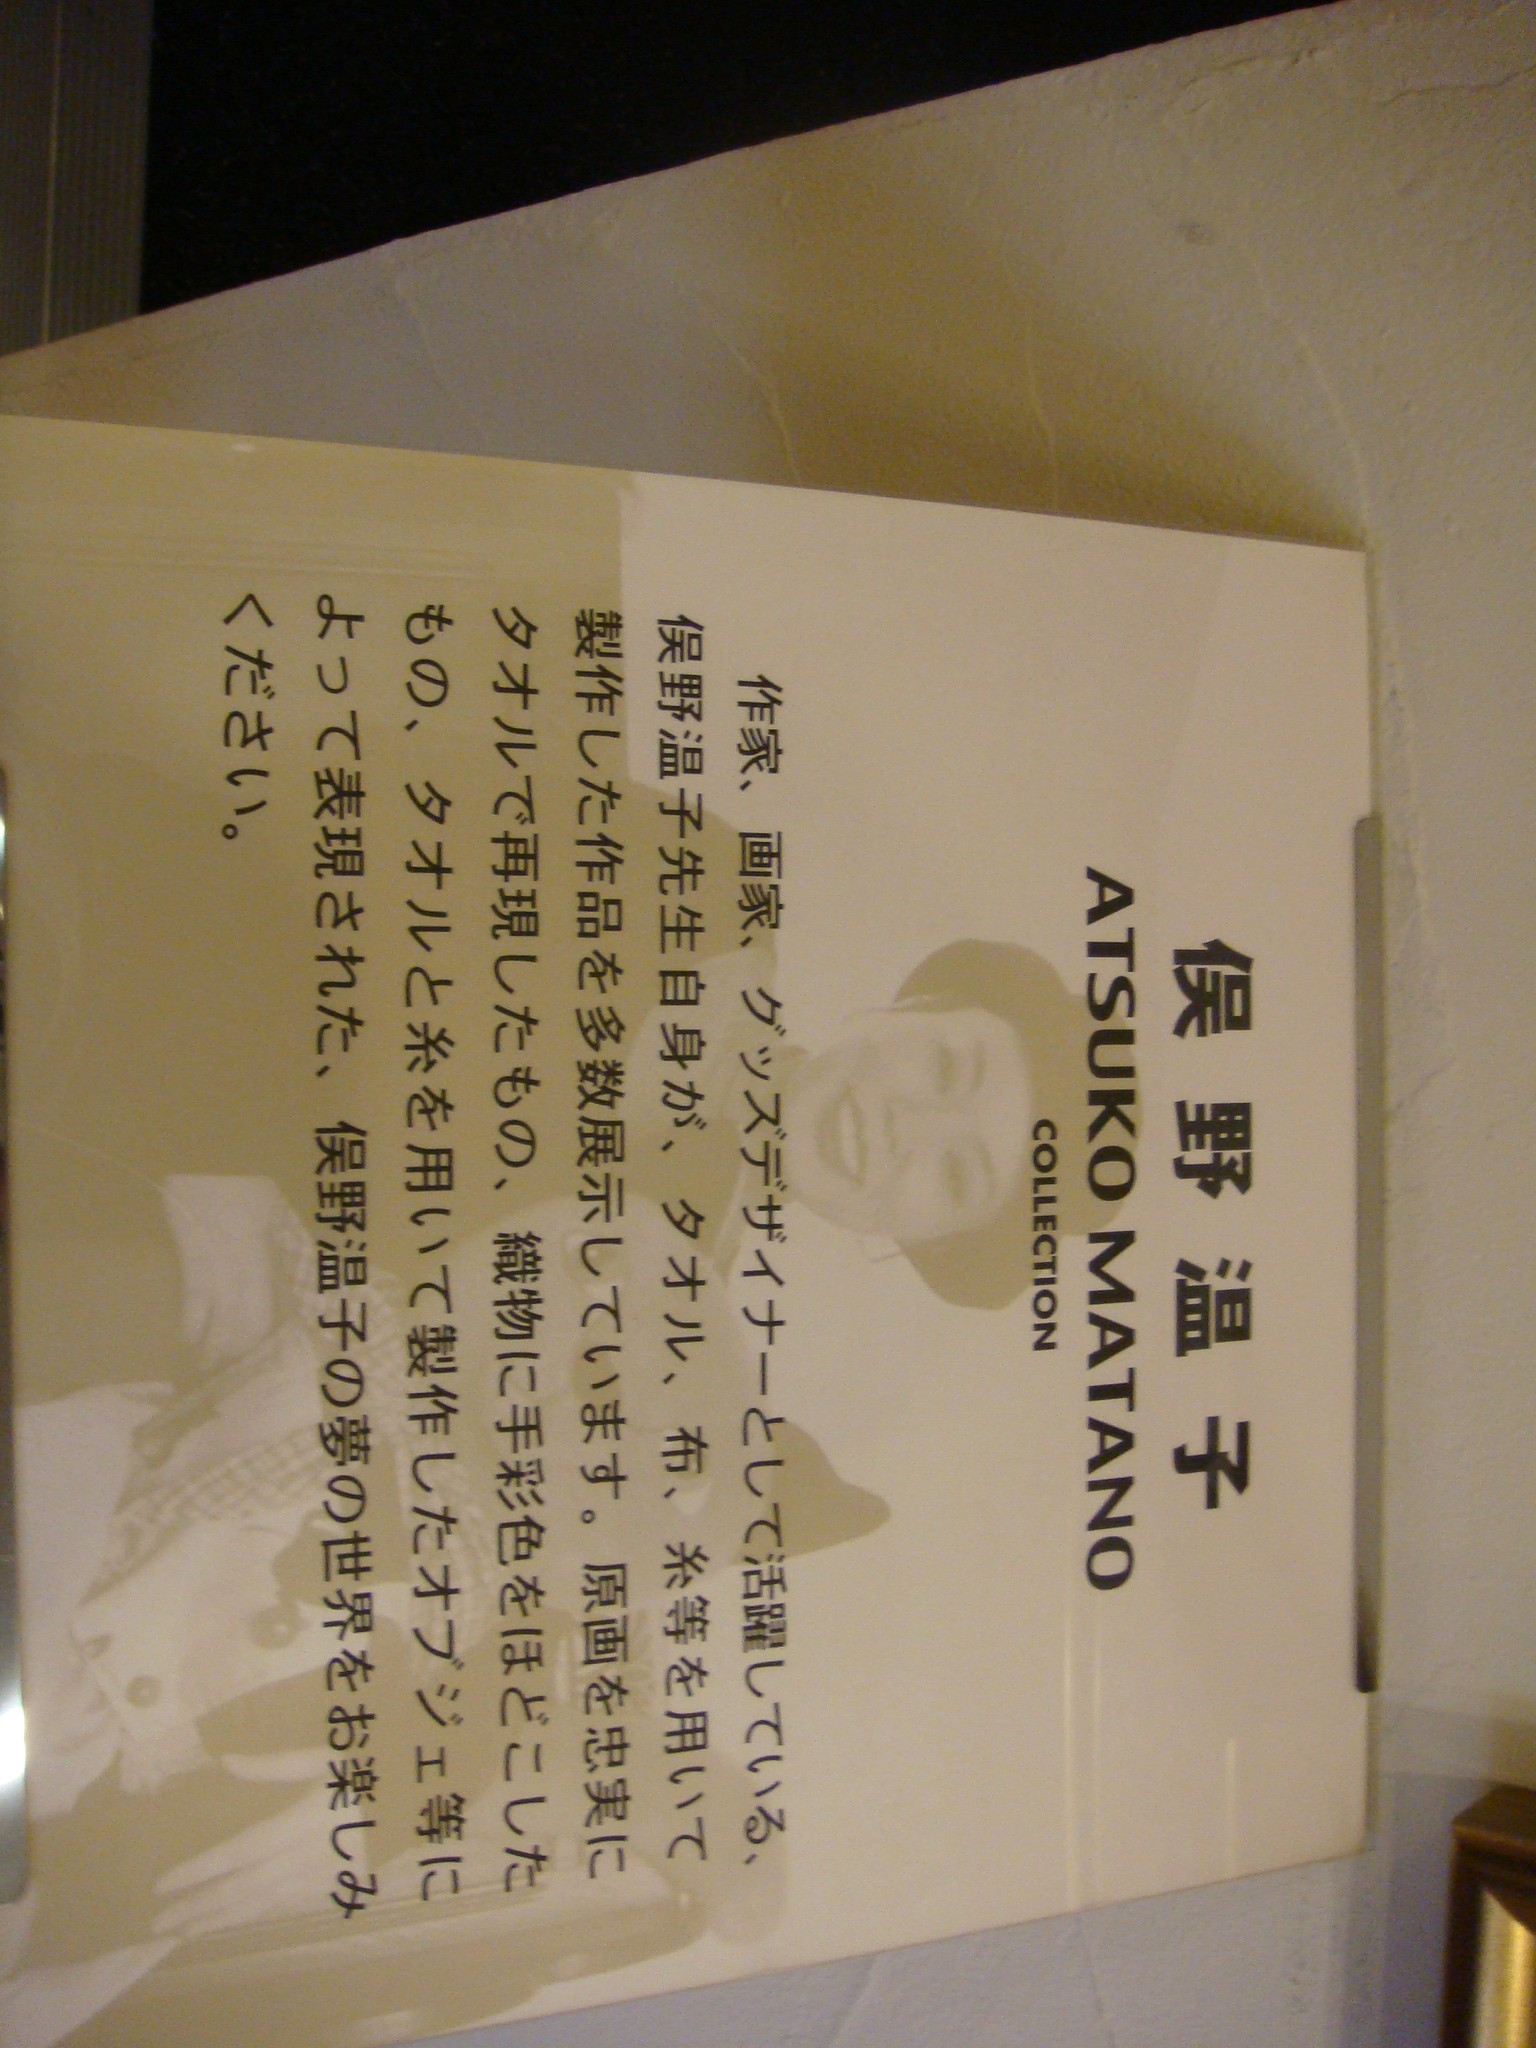 俣野温子
ATSUKO MATANO
COLLECTION
作家、画家、グッズデザイナーとして活躍している、
俣野温子先生自身が、タオル、布、糸等を用いて
製作した作品を多数展示しています。原画を忠実に
タオルで再現したもの、織物に手彩色をほどこした
もの、タオルと糸を用いて製作したオブジェ等に
よって表現された、俣野温子の夢の世界をお楽しみ
ください。